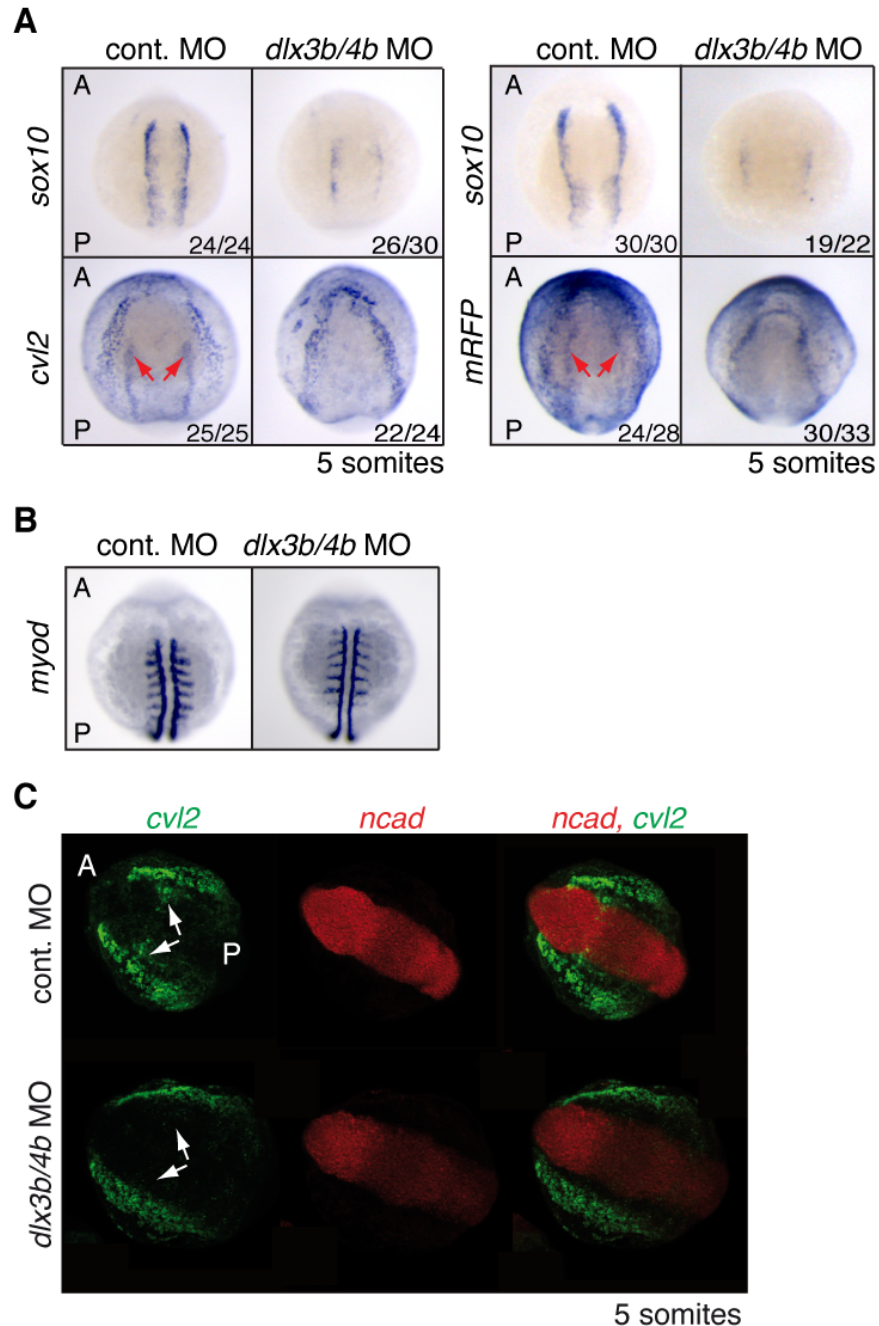 A
cont. MO dlx3b/4b MO cont. MO dlx3b/4b MO
sox10 A P 24/24 26/30 sox10 A P 30/30 19/22
cvl2 A P 25/25 22/24 mRFP A P 24/28 30/33
5 somites 5 somites
B
cont. MO dlx3b/4b MO
myod A P
C
cvl2 ncad ncad, cvl2
cont. MO A P
dlx3b/4b MO
5 somites